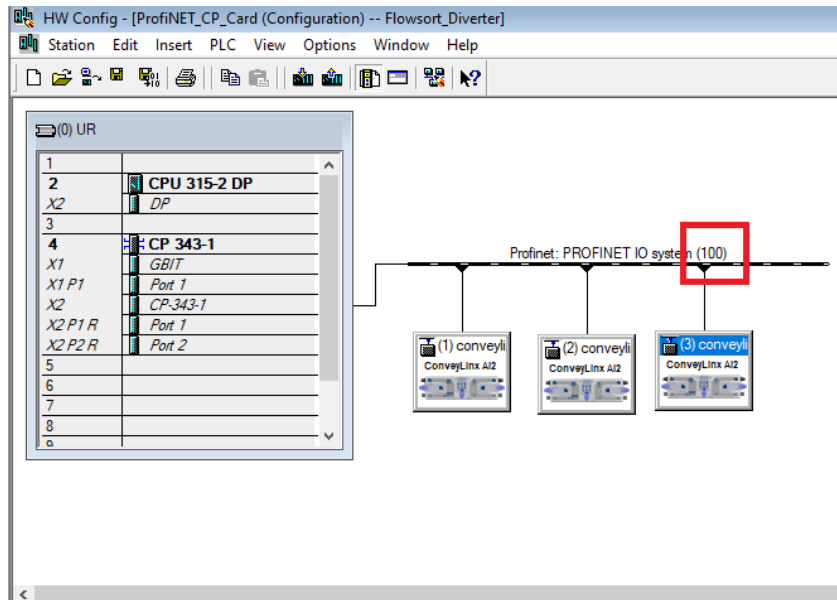 HW Config - [ProfiNET_CP_Card (Configuration) -- Flowsort_Diverter]
Station Edit Insert PLC View Options Window Help
(0) UR
1
2 CPU 315-2 DP
X2 DP
3
4 CP 343-1
X1 GBIT
X1 P1 Port 1
X2 CP-343-1
X2 P1 R Port 1
X2 P2 R Port 2
5
6
7
8
Profinet: PROFINET IO system (100)
(1) conveyli
ConveyLinx AI2
(2) conveyli
ConveyLinx AI2
(3) conveyli
ConveyLinx AI2